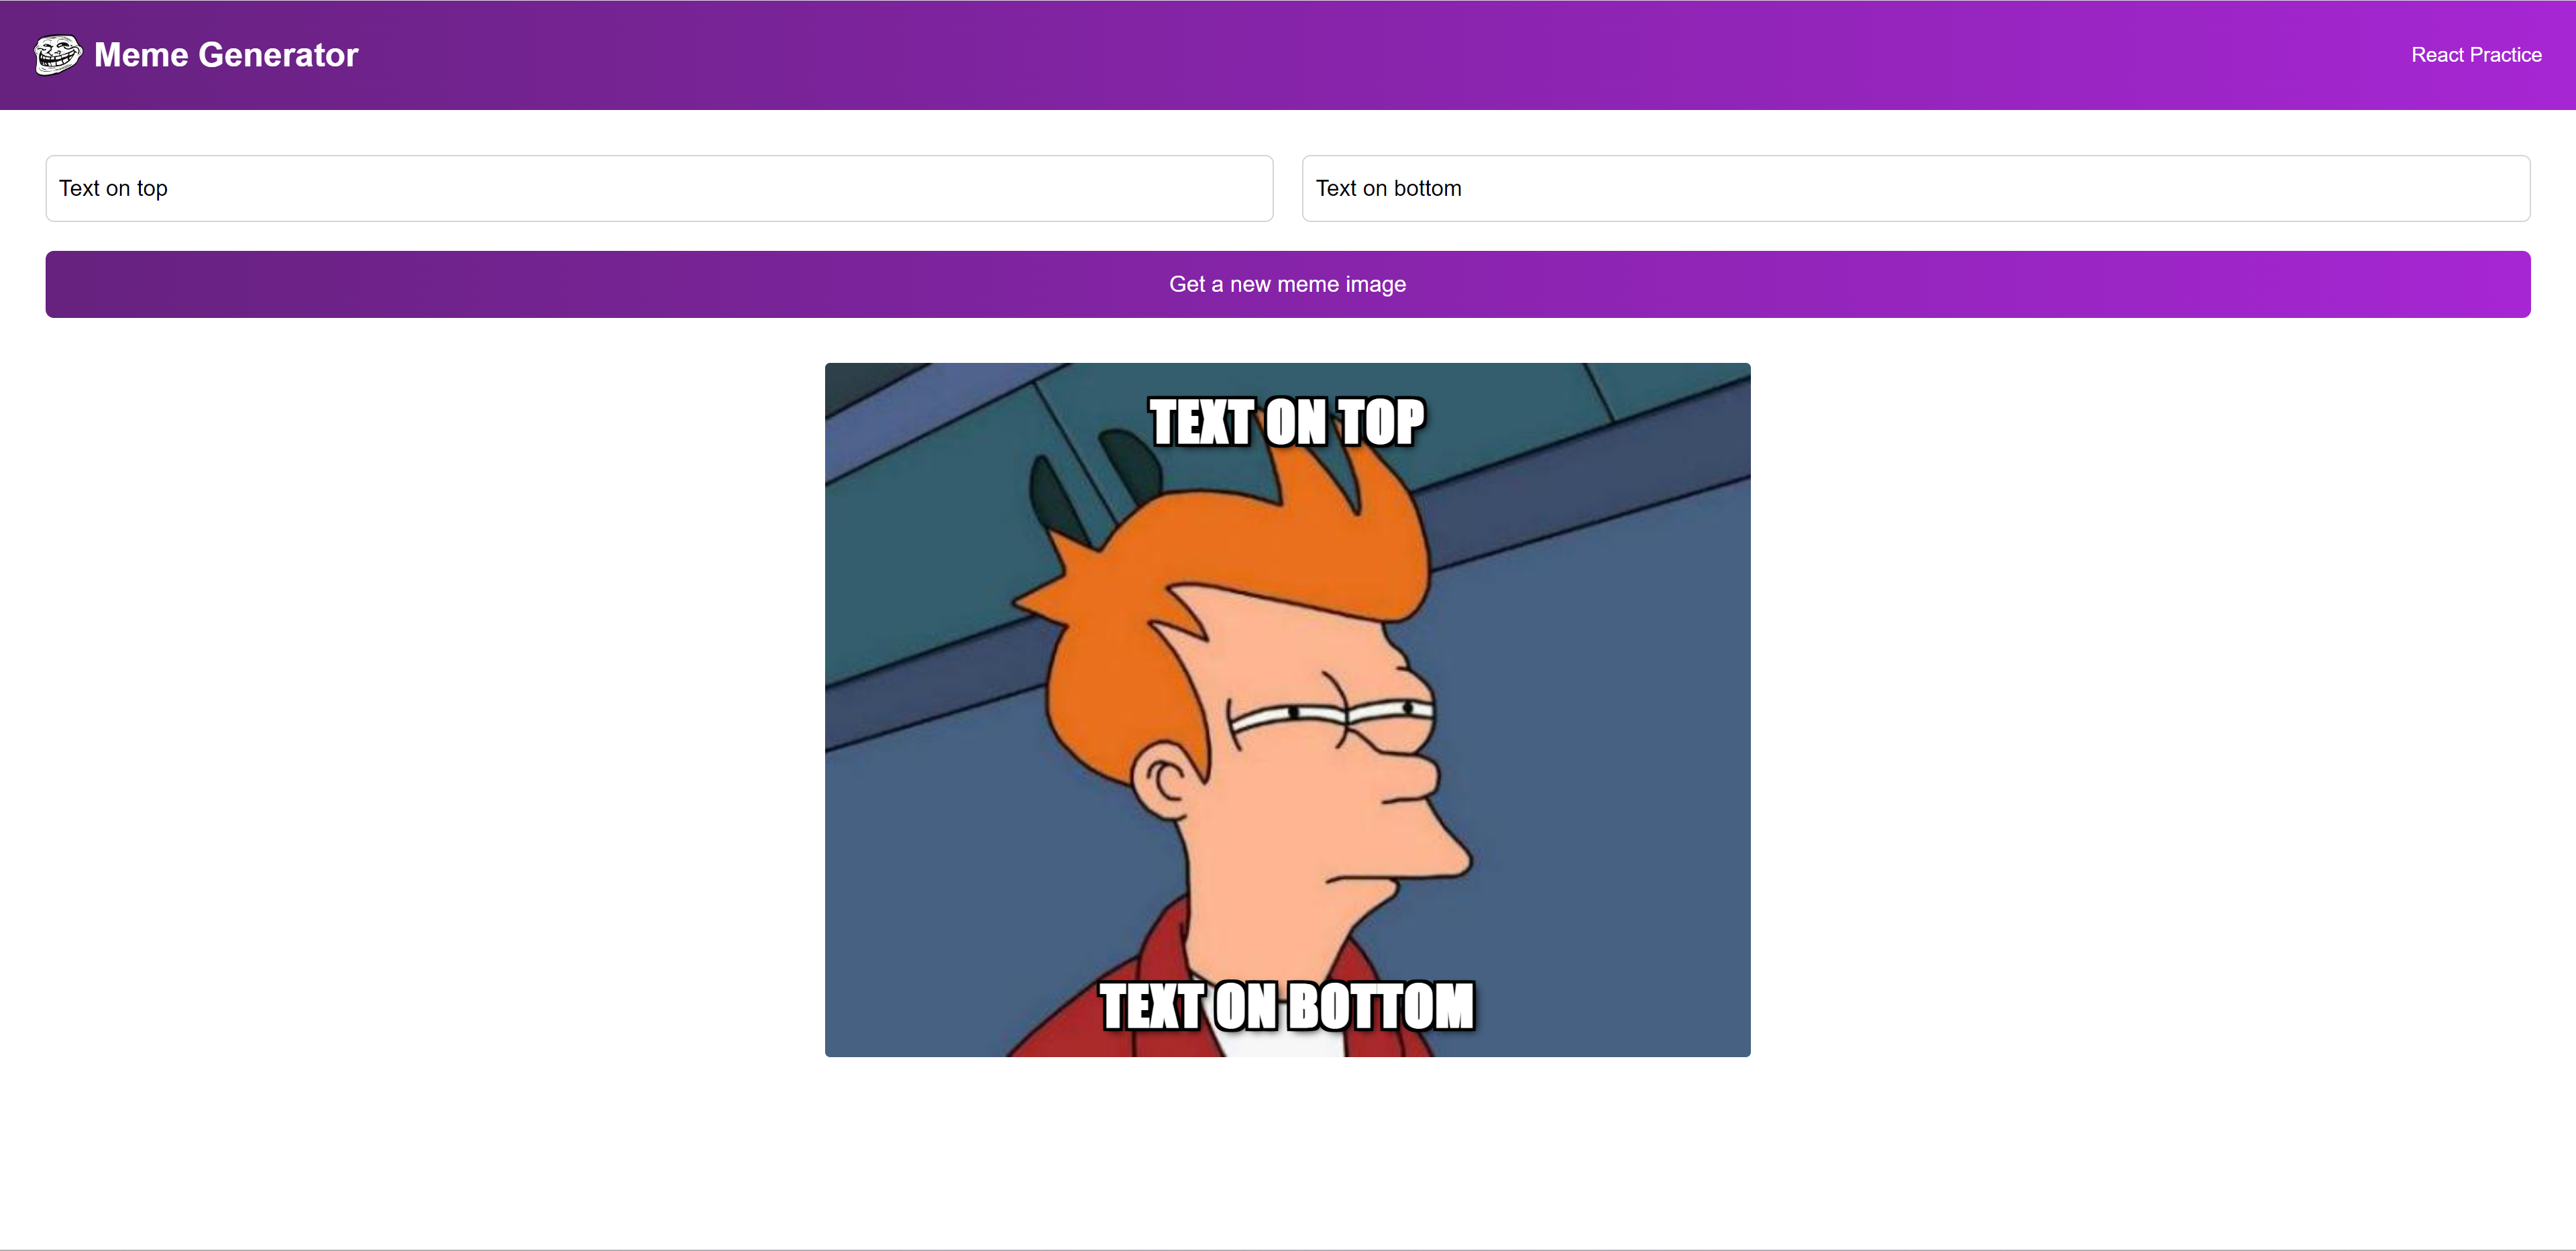 Meme Generator
React Practice
Text on top
Text on bottom
Get a new meme image
TEXT ON TOP
TEXT ON BOTTOM